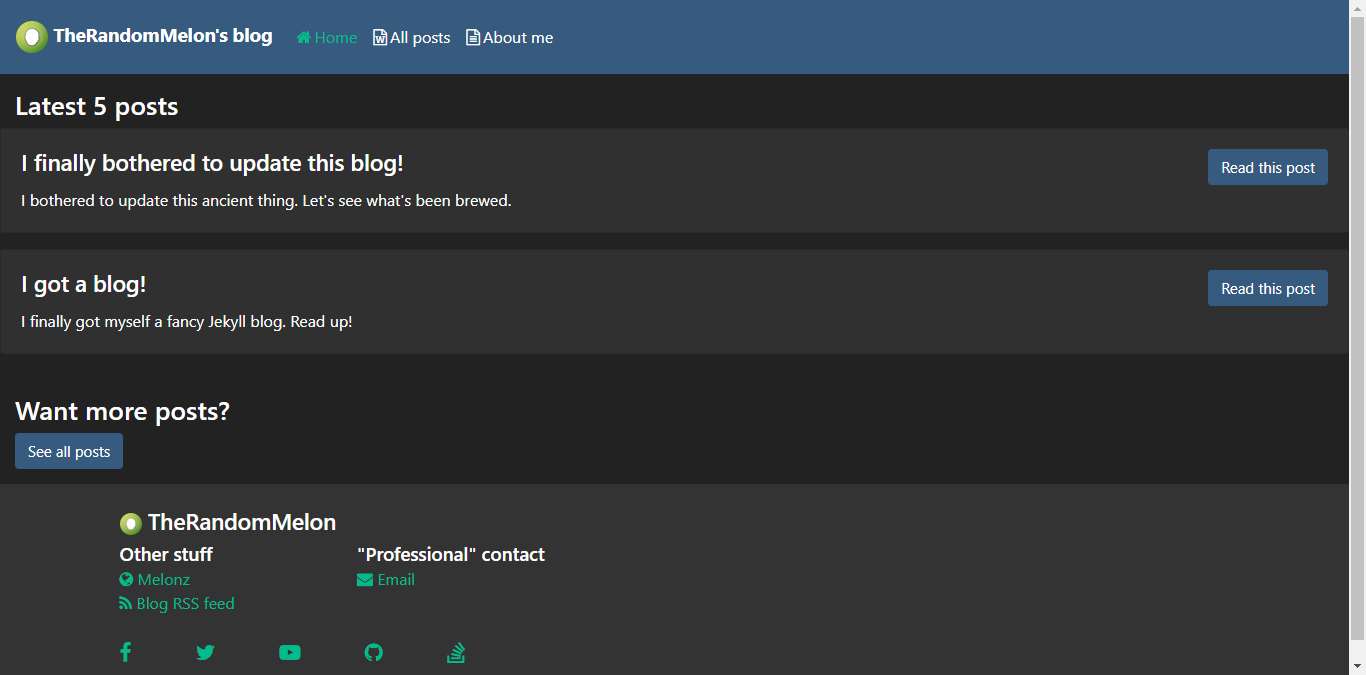 TheRandomMelon's blog Home All posts About me
Latest 5 posts
I finally bothered to update this blog! Read this post
I bothered to update this ancient thing. Let's see what's been brewed.
I got a blog! Read this post
I finally got myself a fancy Jekyll blog. Read up!
Want more posts?
See all posts
TheRandomMelon
Other stuff "Professional" contact
Melonz Email
Blog RSS feed